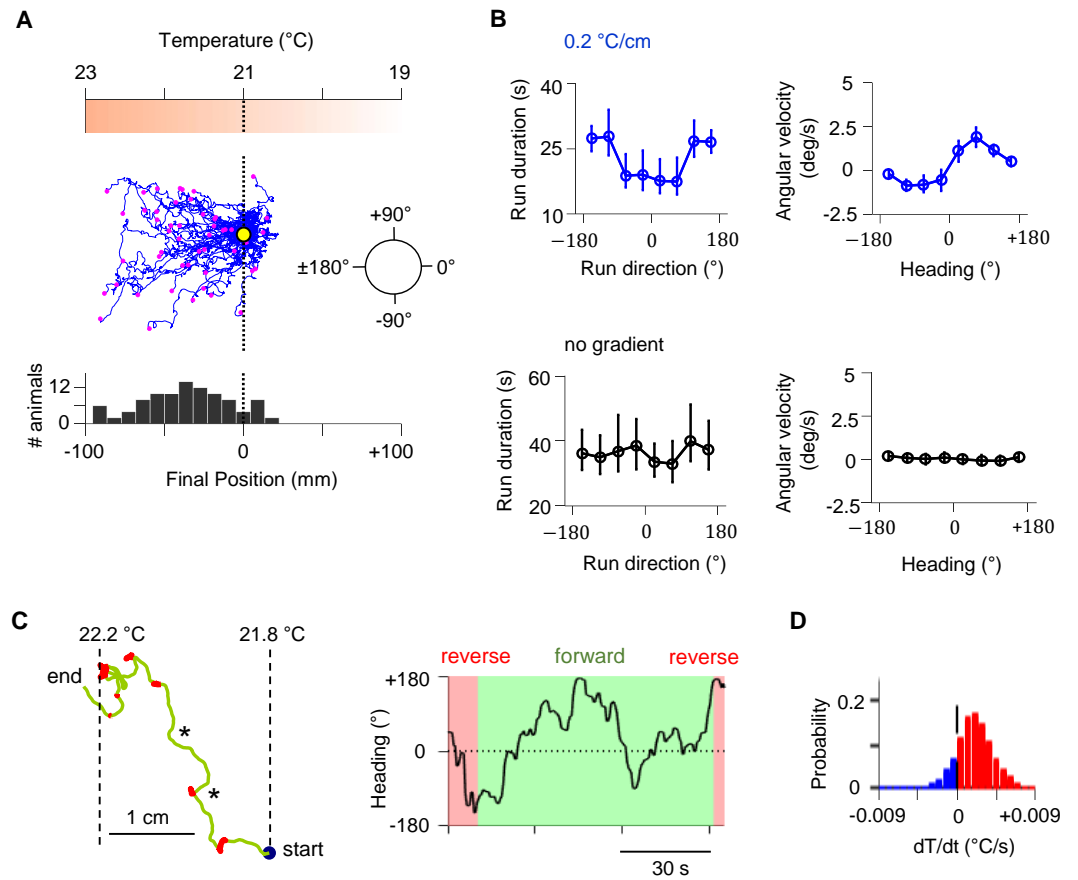 A
Temperature (°C)
23 21 19
+90°
±180° 0°
-90°
# animals
12
0
-100 0 +100
Final Position (mm)
B
0.2 °C/cm
Run duration (s)
40
25
10
−180 0 180
Run direction (°)
Angular velocity
(deg/s)
5
2.5
0
-2.5
−180 0 +180
Heading (°)
no gradient
Run duration (s)
60
40
20
−180 0 180
Run direction (°)
Angular velocity
(deg/s)
5
2.5
0
-2.5
−180 0 +180
Heading (°)
C
22.2 °C 21.8 °C
end
*
*
1 cm
start
reverse forward reverse
Heading (°)
+180
0
-180
30 s
D
Probability
0.2
0
-0.009 0 +0.009
dT/dt (°C/s)